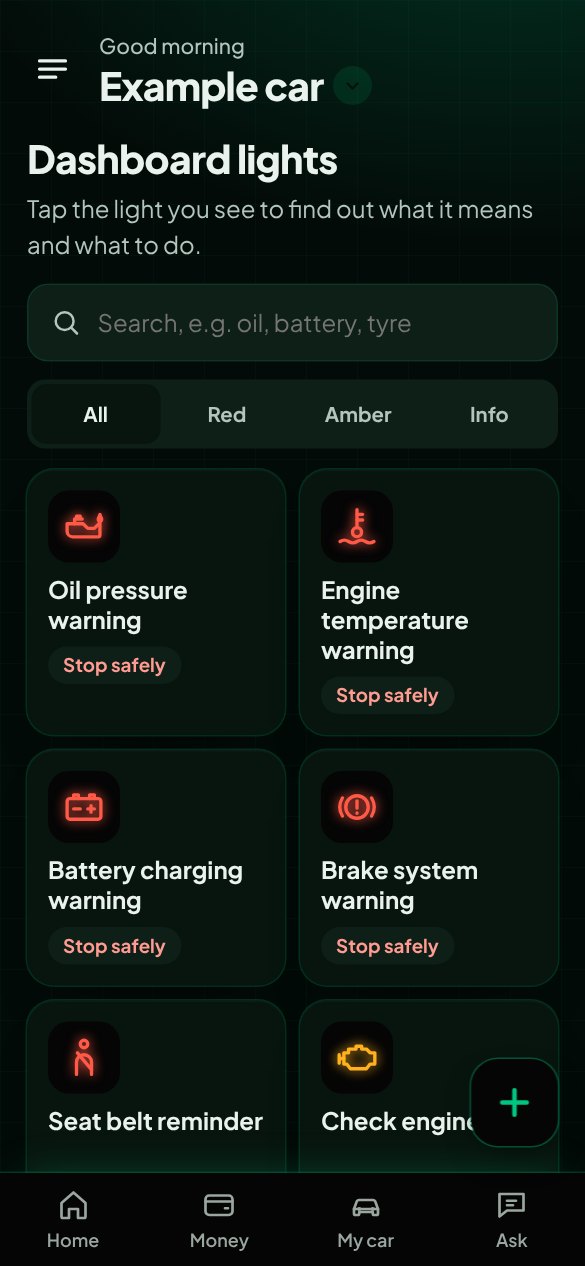 Good morning
Example car
Dashboard lights
Tap the light you see to find out what it means
and what to do.
Search, e.g. oil, battery, tyre
All Red Amber Info
Oil pressure
warning
Stop safely
Engine
temperature
warning
Stop safely
Battery charging
warning
Stop safely
Brake system
warning
Stop safely
Seat belt reminder
Check engine
Home Money My car Ask